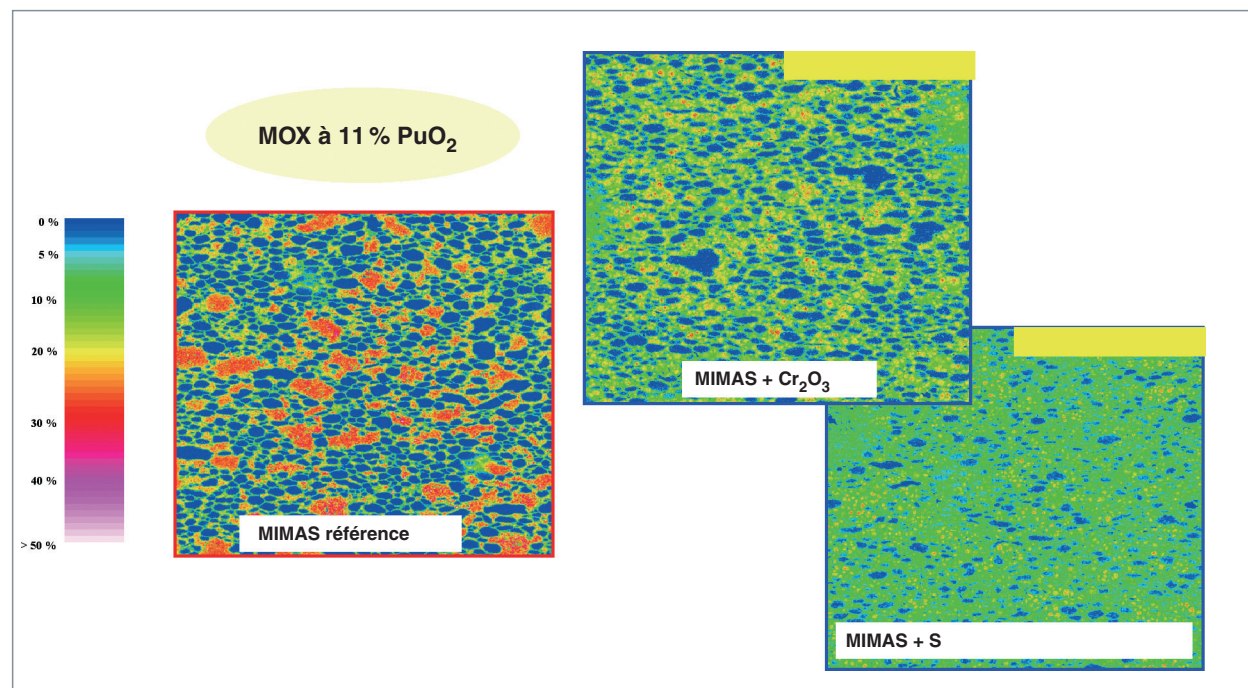 MOX à 11 % PuO₂
0 %
5 %
10 %
20 %
30 %
40 %
> 50 %
MIMAS référence
MIMAS + Cr₂O₃
MIMAS + S